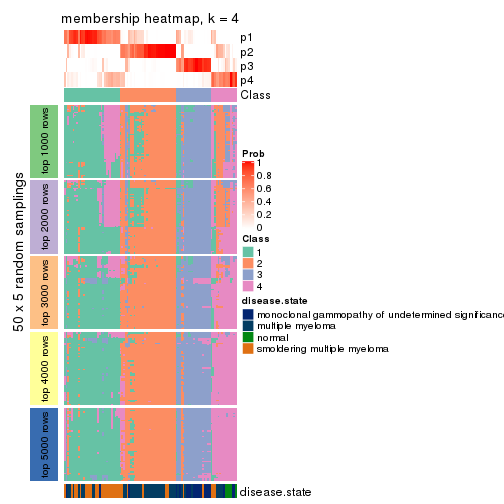 membership heatmap, k = 4
p1
p2
p3
p4
Class
50 x 5 random samplings
top 1000 rows
top 2000 rows
top 3000 rows
top 4000 rows
top 5000 rows
disease.state
Prob
1
0.8
0.6
0.4
0.2
0
Class
1
2
3
4
disease.state
monoclonal gammopathy of undetermined significance
multiple myeloma
normal
smoldering multiple myeloma